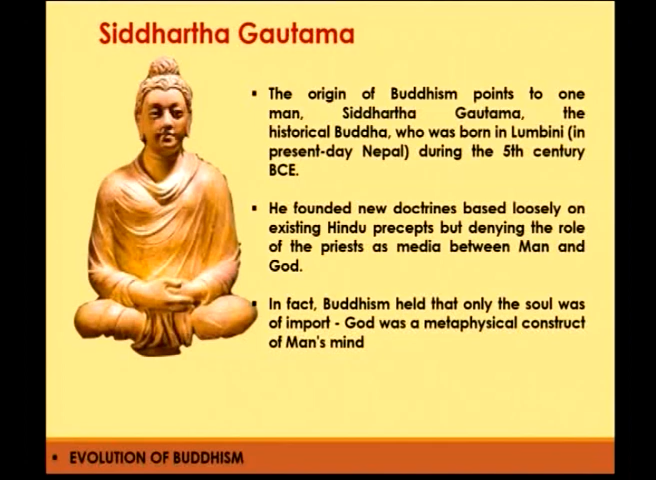 Siddhartha Gautama
▪ The origin of Buddhism points to one
man, Siddhartha Gautama, the
historical Buddha, who was born in Lumbini (in
present-day Nepal) during the 5th century
BCE.
▪ He founded new doctrines based loosely on
existing Hindu precepts but denying the role
of the priests as media between Man and
God.
▪ In fact, Buddhism held that only the soul was
of import - God was a metaphysical construct
of Man's mind
• EVOLUTION OF BUDDHISM